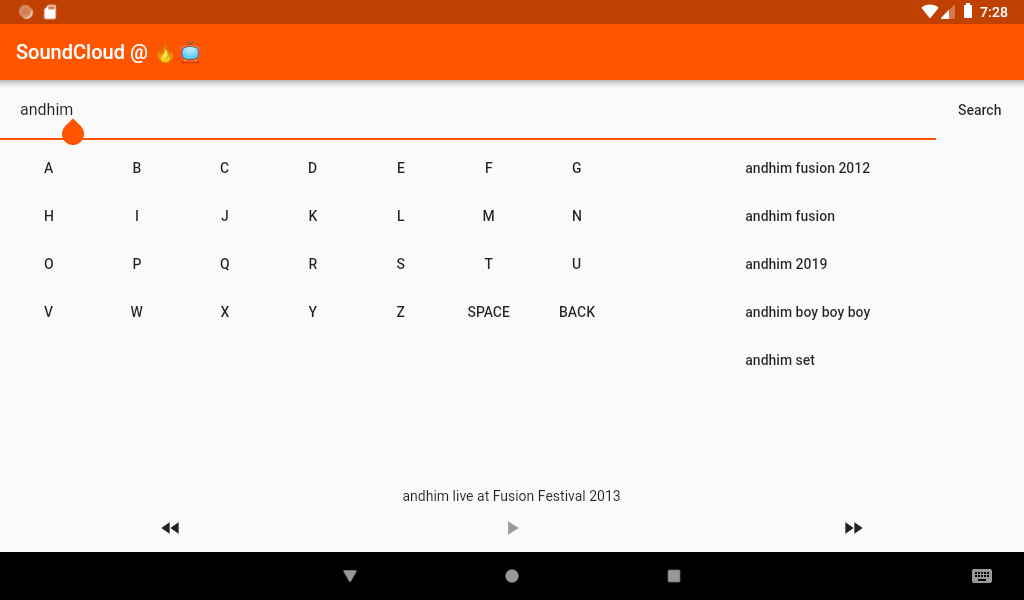 7:28
SoundCloud @ 🔥📺
andhim
Search
A B C D E F G andhim fusion 2012
H I J K L M N andhim fusion
O P Q R S T U andhim 2019
V W X Y Z SPACE BACK andhim boy boy boy
andhim set
andhim live at Fusion Festival 2013